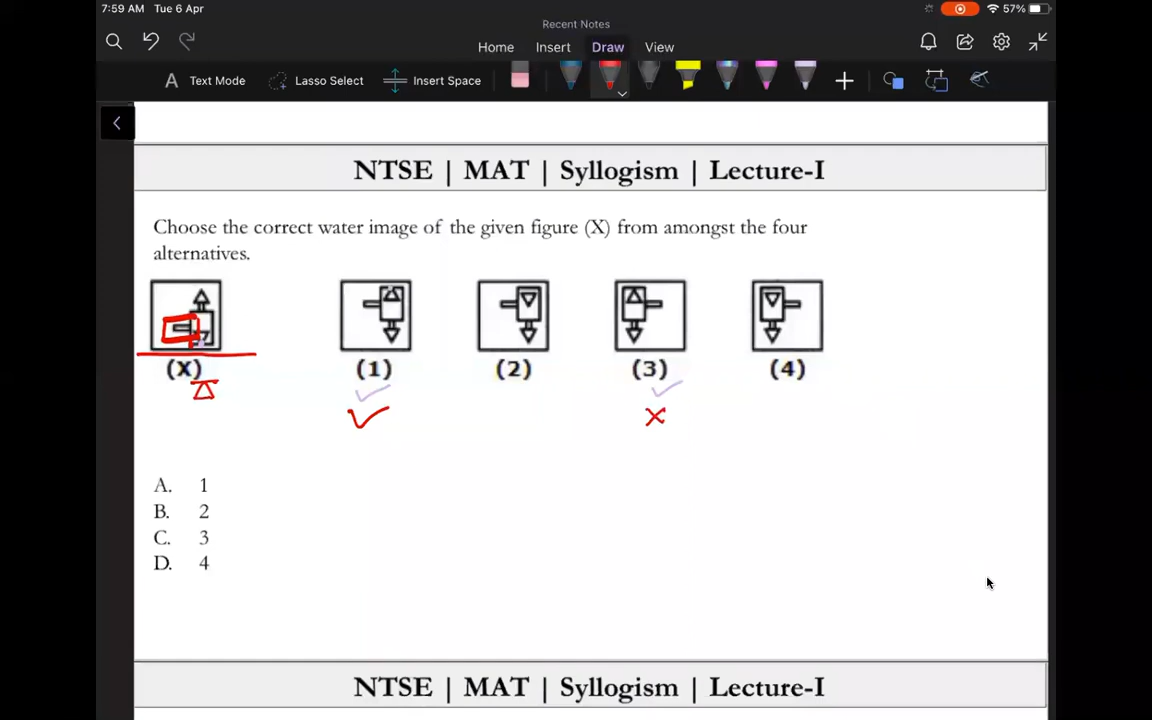 7:59 AM Tue 6 Apr
57%
Recent Notes
Home Insert Draw View
Text Mode Lasso Select Insert Space
NTSE | MAT | Syllogism | Lecture-I
Choose the correct water image of the given figure (X) from amongst the four
alternatives.
(X) (1) (2) (3) (4)
A. 1
B. 2
C. 3
D. 4
NTSE | MAT | Syllogism | Lecture-I